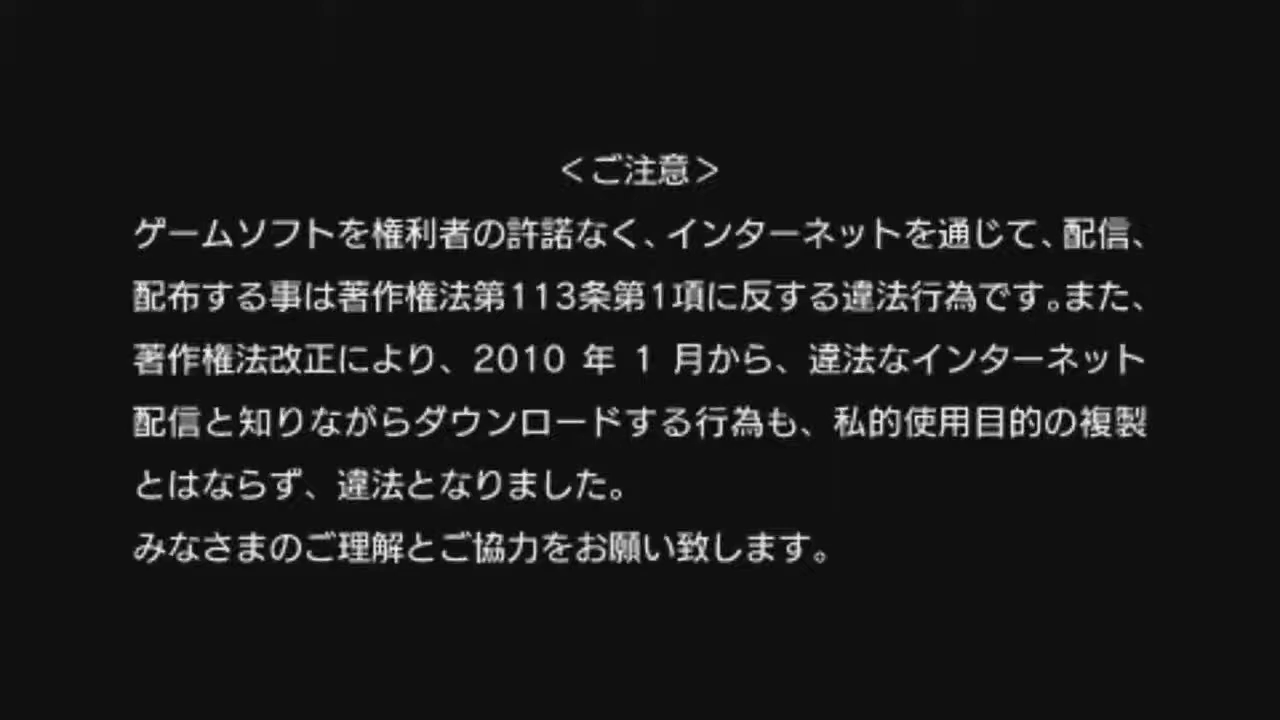 ＜ご注意＞
ゲームソフトを権利者の許諾なく、インターネットを通じて、配信、
配布する事は著作権法第113条第1項に反する違法行為です。また、
著作権法改正により、2010 年 1 月から、違法なインターネット
配信と知りながらダウンロードする行為も、私的使用目的の複製
とはならず、違法となりました。
みなさまのご理解とご協力をお願い致します。